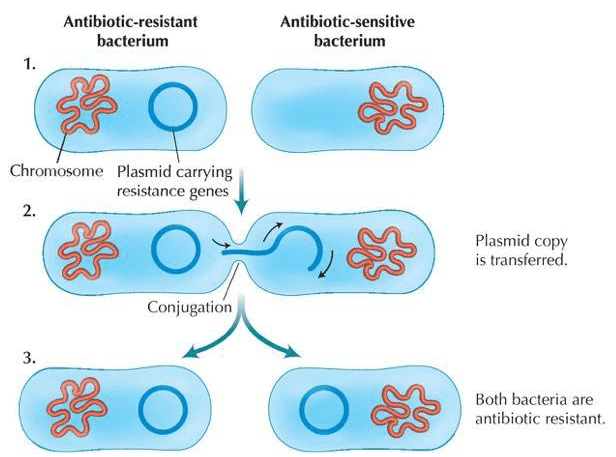 Antibiotic-resistant
bacterium
Antibiotic-sensitive
bacterium
1.
Chromosome
Plasmid carrying
resistance genes
2.
Plasmid copy
is transferred.
Conjugation
3.
Both bacteria are
antibiotic resistant.